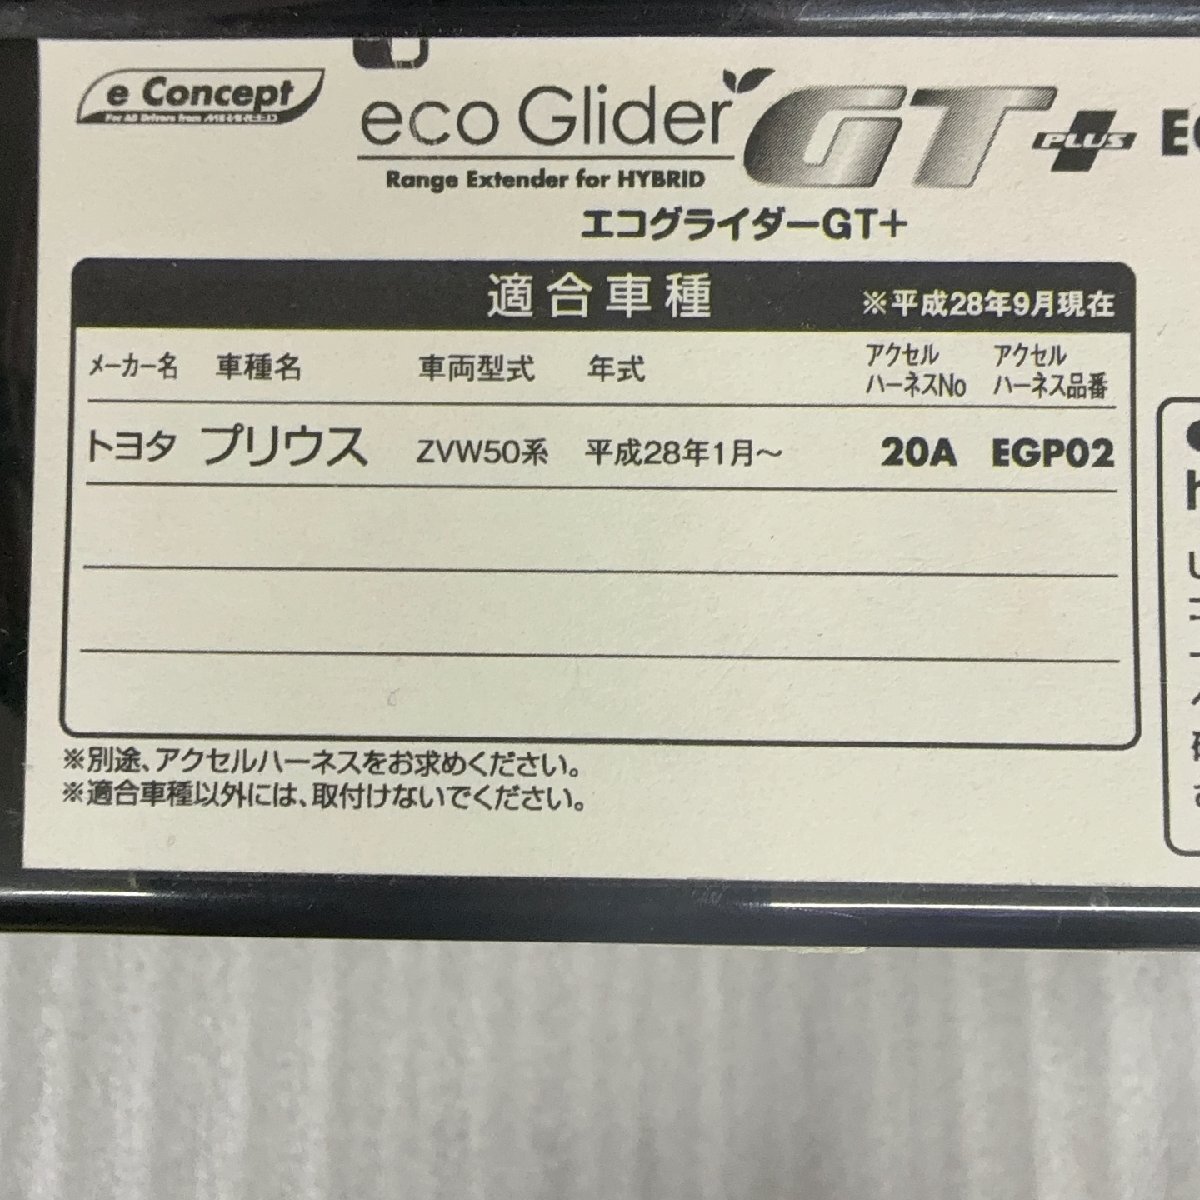 e Concept
For All Drivers from
eco Glider GT PLUS
Range Extender for HYBRID
エコグライダーGT+
適合車種 ※平成28年9月現在
メーカー名 車種名 車両型式 年式 アクセルハーネスNo アクセルハーネス品番
トヨタ プリウス ZVW50系 平成28年1月～ 20A EGP02
※別途、アクセルハーネスをお求めください。
※適合車種以外には、取付けないでください。